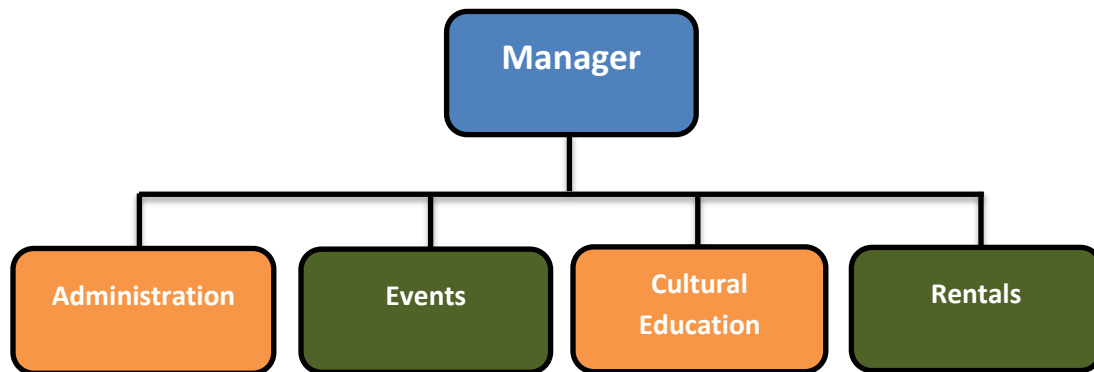 Manager
Administration
Events
Cultural
Education
Rentals